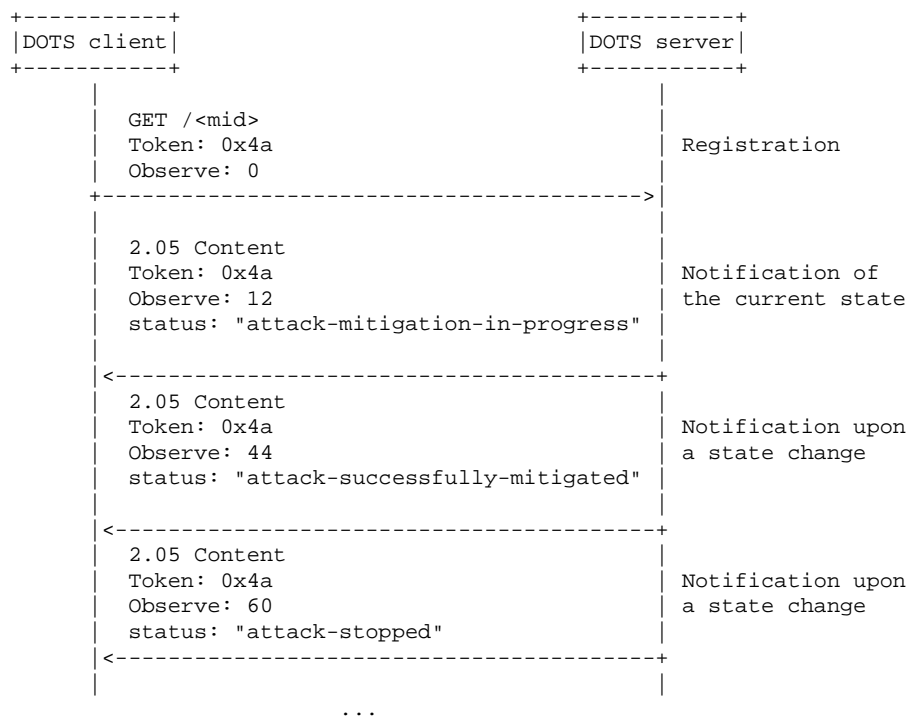 +-----------+                              +-----------+
|DOTS client|                              |DOTS server|
+-----------+                              +-----------+
GET /<mid>
Token: 0x4a Registration
Observe: 0
+----------------------------------------->|
2.05 Content
Token: 0x4a Notification of
Observe: 12 the current state
status: "attack-mitigation-in-progress"
|<-----------------------------------------+
2.05 Content
Token: 0x4a Notification upon
Observe: 44 a state change
status: "attack-successfully-mitigated"
|<-----------------------------------------+
2.05 Content
Token: 0x4a Notification upon
Observe: 60 a state change
status: "attack-stopped"
|<-----------------------------------------+
...